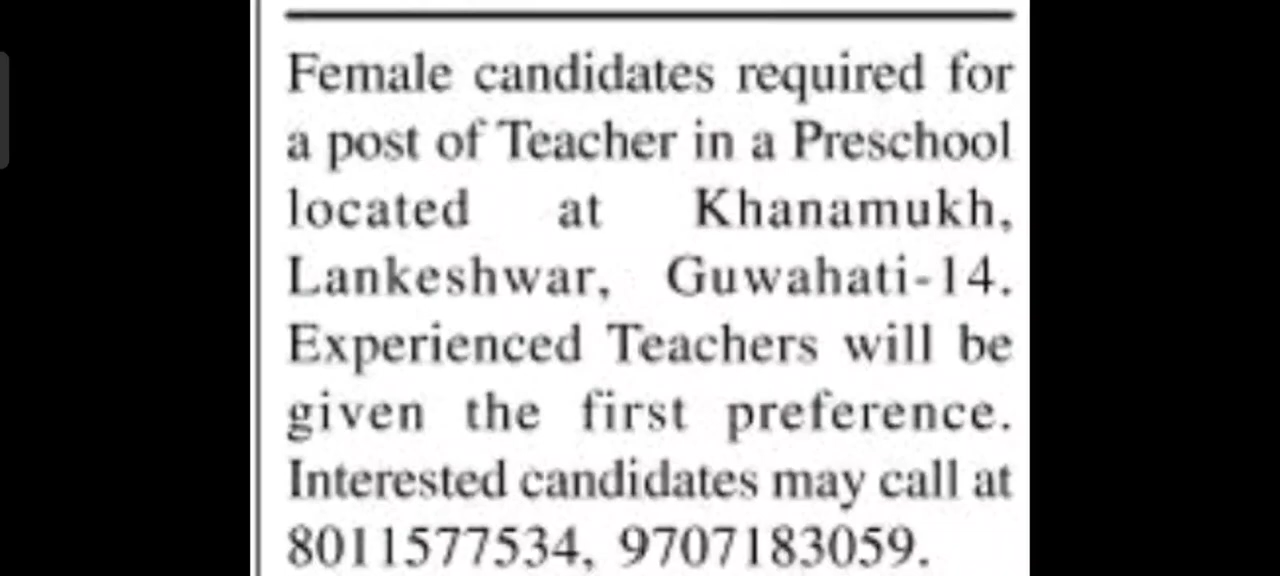 Female candidates required for
a post of Teacher in a Preschool
located at Khanamukh,
Lankeshwar, Guwahati-14.
Experienced Teachers will be
given the first preference.
Interested candidates may call at
8011577534, 9707183059.